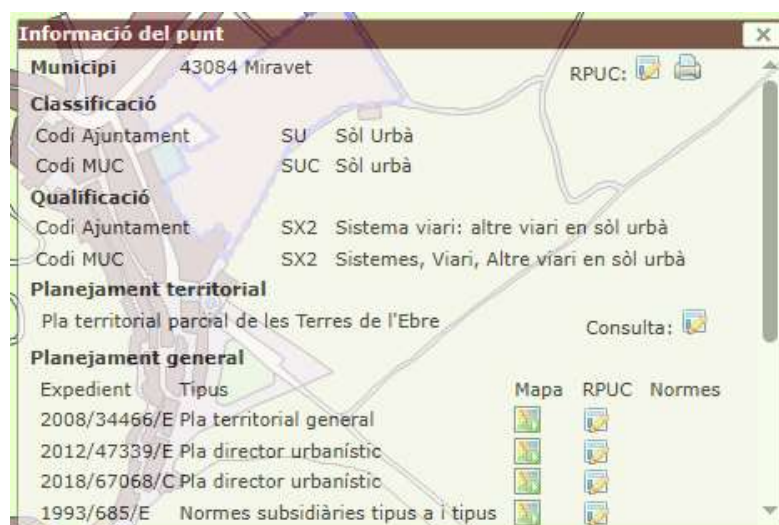 Informació del punt
Municipi 43084 Miravet RPUC:
Classificació
Codi Ajuntament SU Sòl Urbà
Codi MUC SUC Sòl urbà
Qualificació
Codi Ajuntament SX2 Sistema viari: altre viari en sòl urbà
Codi MUC SX2 Sistemes, Viari, Altre viari en sòl urbà
Planejament territorial
Pla territorial parcial de les Terres de l'Ebre Consulta:
Planejament general
Expedient Tipus Mapa RPUC Normes
2008/34466/E Pla territorial general
2012/47339/E Pla director urbanístic
2018/67068/C Pla director urbanístic
1993/685/E Normes subsidiàries tipus a i tipus